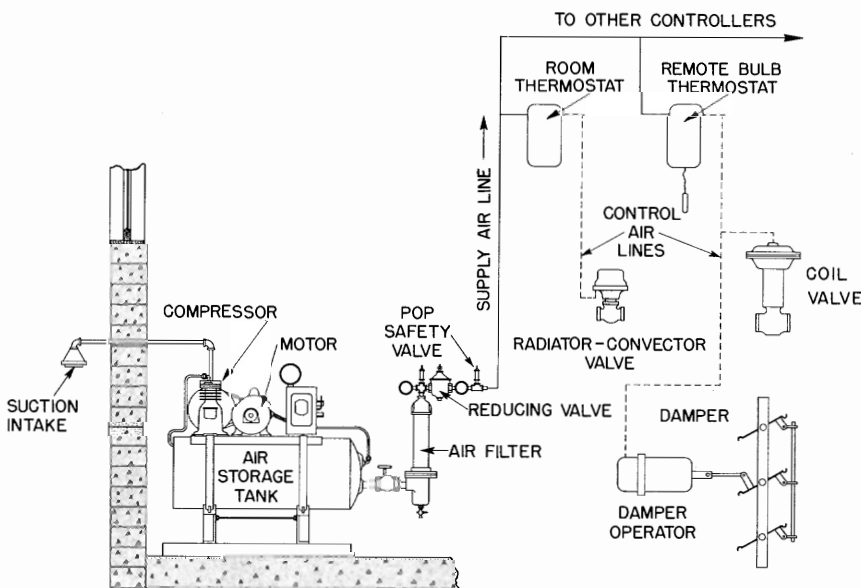 TO OTHER CONTROLLERS
ROOM
THERMOSTAT
REMOTE BULB
THERMOSTAT
SUPPLY AIR LINE
CONTROL
AIR
LINES
COIL
VALVE
COMPRESSOR
MOTOR
POP
SAFETY
VALVE
RADIATOR-CONVECTOR
VALVE
SUCTION
INTAKE
REDUCING VALVE
DAMPER
AIR FILTER
AIR
STORAGE
TANK
DAMPER
OPERATOR